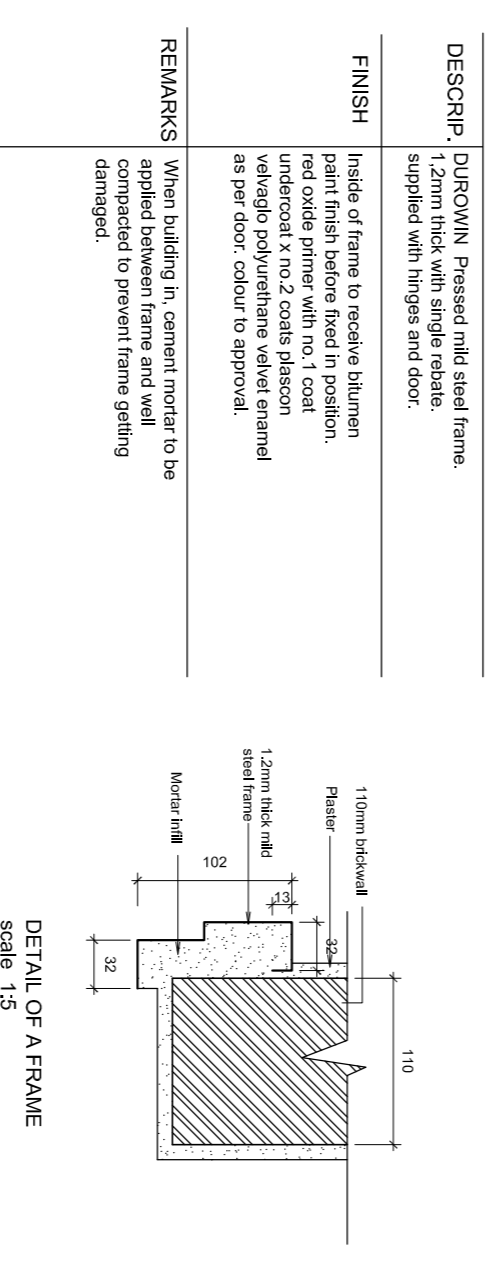 DESCRIP.
DUROWIN Pressed mild steel frame.
1,2mm thick with single rebate.
supplied with hinges and door.
FINISH
Inside of frame to receive bitumen
paint finish before fixed in position.
red oxide primer with no.1 coat
undercoat x no.2 coats plascon
velvaglo polyurethane velvet enamel
as per door. colour to approval.
REMARKS
When building in, cement mortar to be
applied between frame and well
compacted to prevent frame getting
damaged.
110mm brickwall
Plaster
1.2mm thick mild
steel frame
Mortar infill
102
13
32
32
110
DETAIL OF A FRAME
scale 1:5